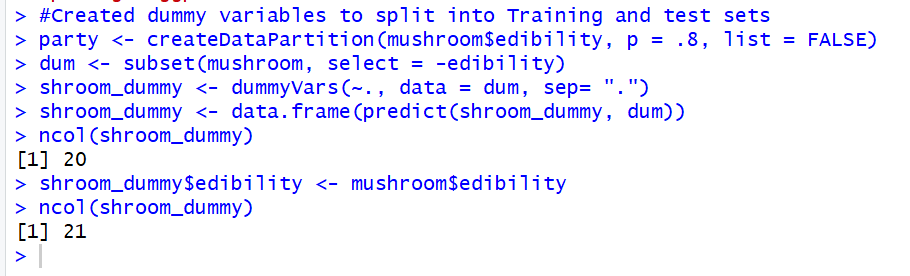 > #Created dummy variables to split into Training and test sets
> party <- createDataPartition(mushroom$edibility, p = .8, list = FALSE)
> dum <- subset(mushroom, select = -edibility)
> shroom_dummy <- dummyVars(~., data = dum, sep= ".")
> shroom_dummy <- data.frame(predict(shroom_dummy, dum))
> ncol(shroom_dummy)
[1] 20
> shroom_dummy$edibility <- mushroom$edibility
> ncol(shroom_dummy)
[1] 21
>